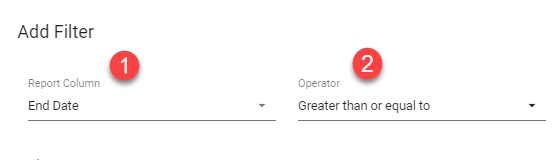 Add Filter
1
2
Report Column
Operator
End Date
Greater than or equal to